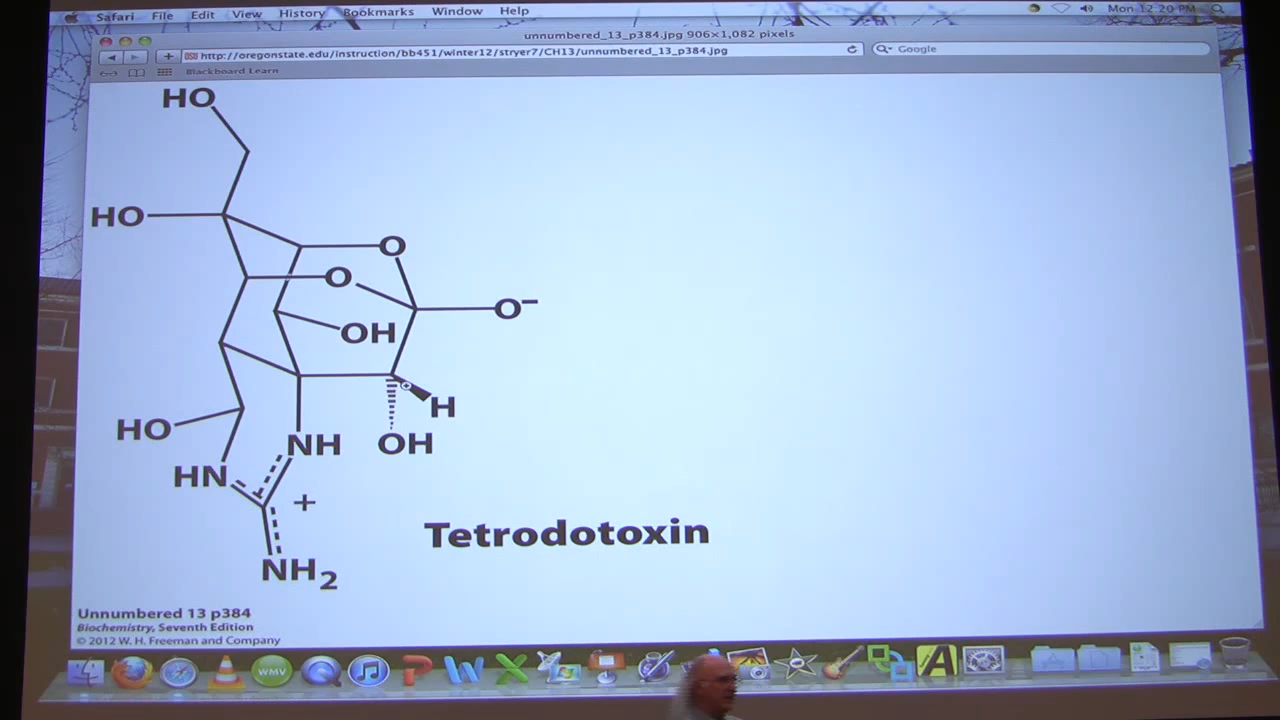 Safari File Edit View History Bookmarks Window Help Mon 12:20 PM
unnumbered_13_p384.jpg 906×1,082 pixels
http://oregonstate.edu/instruction/bb451/winter12/stryer7/CH13/unnumbered_13_p384.jpg
Google
Blackboard Learn
HO
HO
O
O
O−
OH
H
HO
NH
OH
HN
+
Tetrodotoxin
NH2
Unnumbered 13 p384
Biochemistry, Seventh Edition
© 2012 W. H. Freeman and Company
WMV